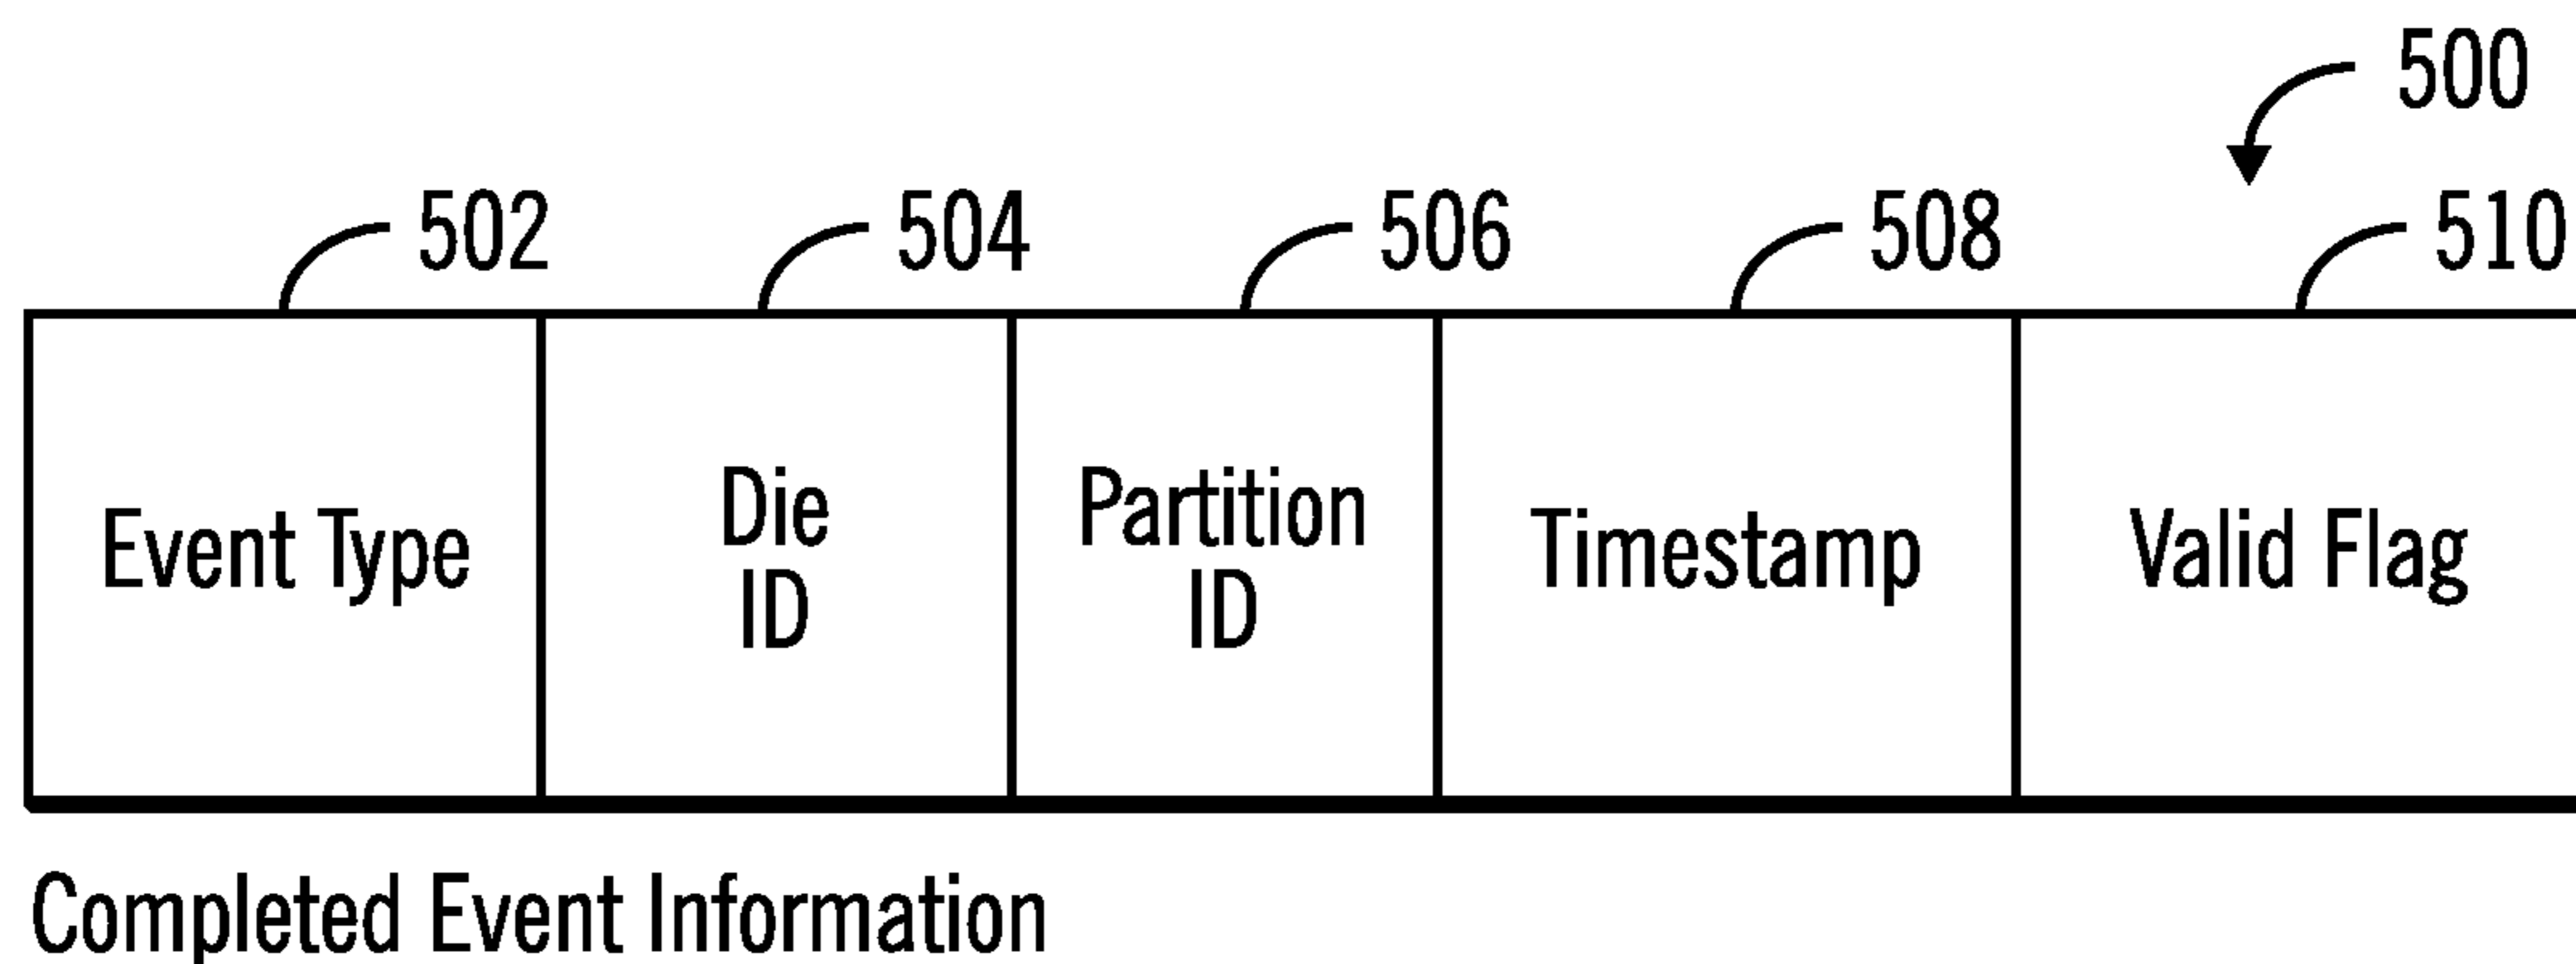 500
502 504 506 508 510
Event Type
Die
ID
Partition
ID
Timestamp
Valid Flag
Completed Event Information